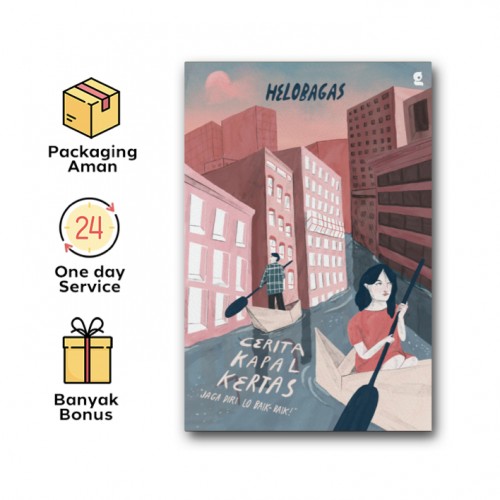 HELOBAGAS
Packaging
Aman
24
One day
Service
Banyak
Bonus
CERITA
KAPAL
KERTAS
"JAGA DIRI LO BAIK-BAIK!"